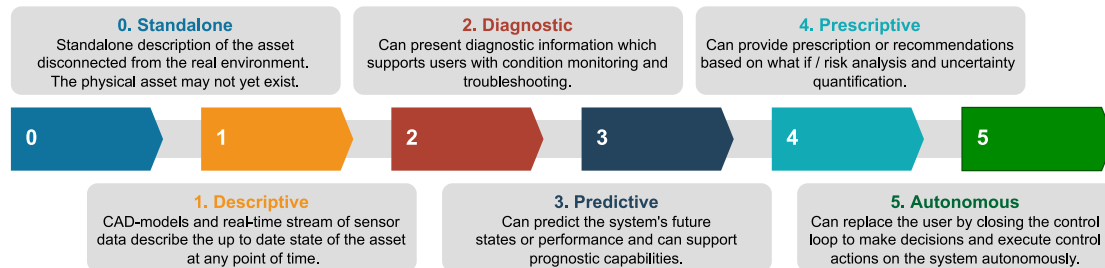 0. Standalone
Standalone description of the asset
disconnected from the real environment.
The physical asset may not yet exist.
2. Diagnostic
Can present diagnostic information which
supports users with condition monitoring and
troubleshooting.
4. Prescriptive
Can provide prescription or recommendations
based on what if / risk analysis and uncertainty
quantification.
0
1
2
3
4
5
1. Descriptive
CAD-models and real-time stream of sensor
data describe the up to date state of the asset
at any point of time.
3. Predictive
Can predict the system's future
states or performance and can support
prognostic capabilities.
5. Autonomous
Can replace the user by closing the control
loop to make decisions and execute control
actions on the system autonomously.